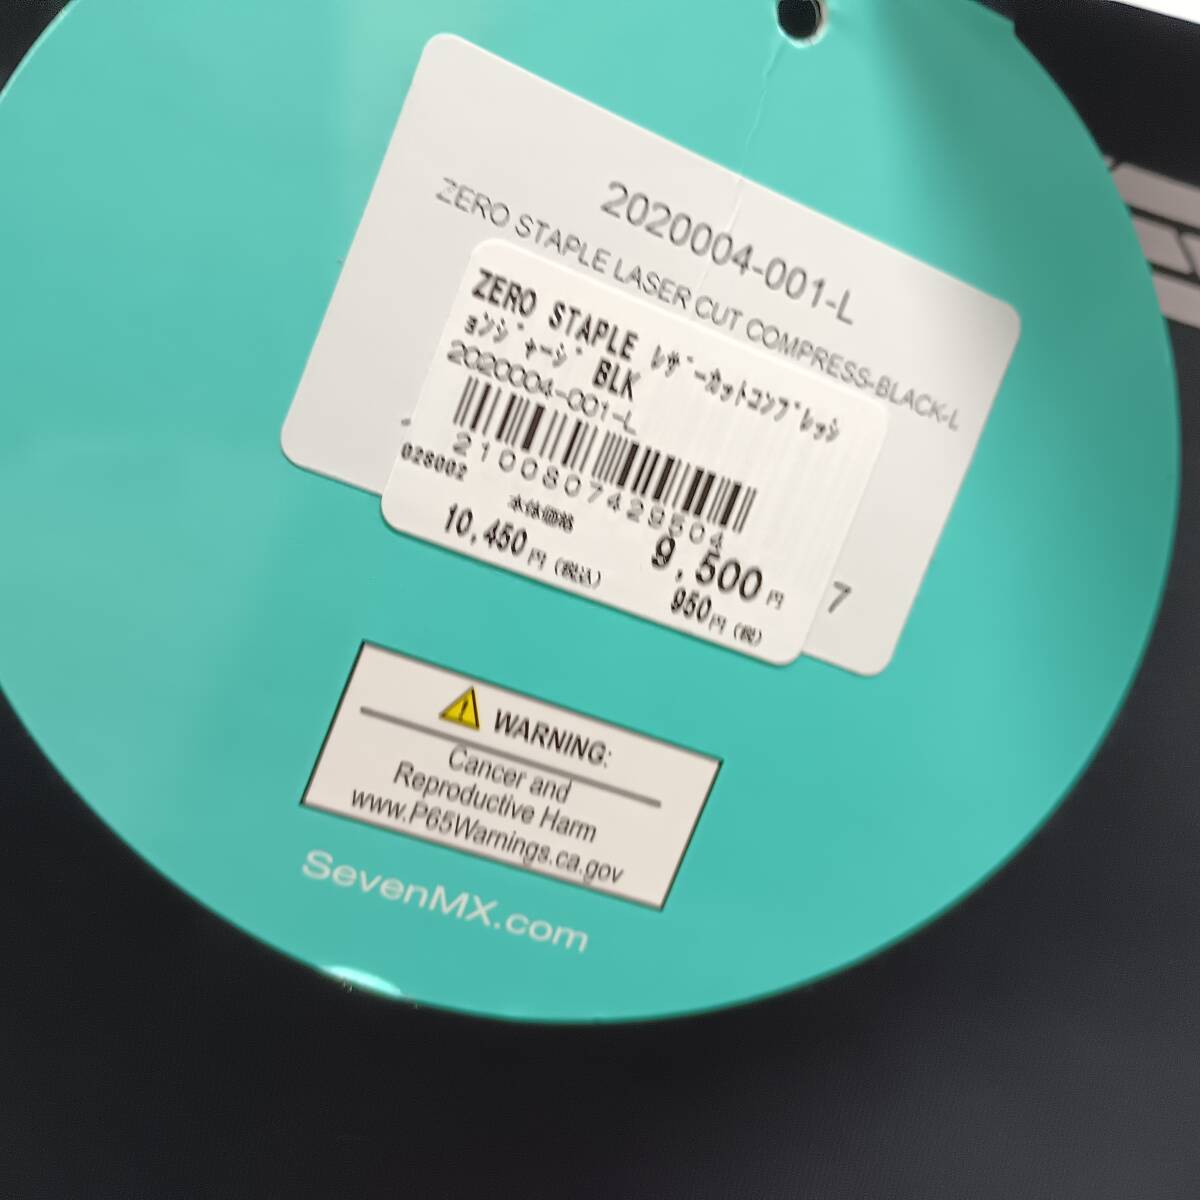 2020004-001-L
ZERO STAPLE LASER CUT COMPRESS-BLACK-L
ZERO STAPLE ﾚｻﾞｰｶｯﾄｺﾝﾌﾟﾚｯｼ
ｮﾝｼﾞｬｰｼﾞ BLK
2020004-001-L
2100807429504
028002
本体価格
9,500円
10,450円(税込)
950円(税)
7
WARNING:
Cancer and
Reproductive Harm
www.P65Warnings.ca.gov
SevenMX.com